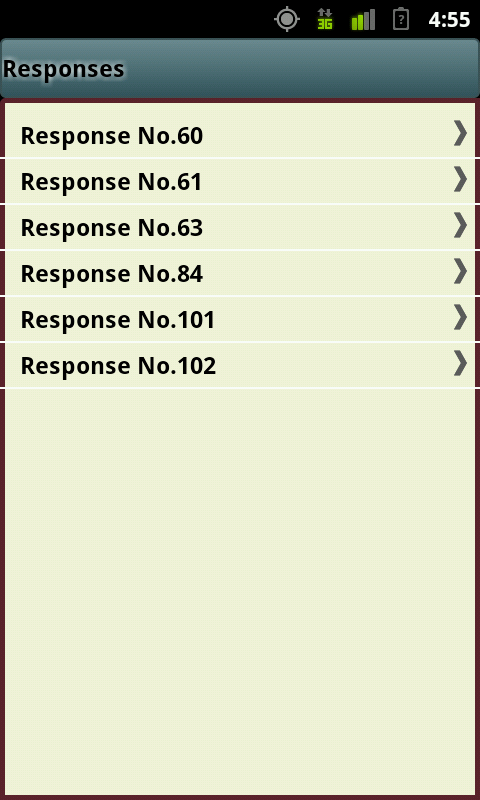 3G ? 4:55
Responses
Response No.60
Response No.61
Response No.63
Response No.84
Response No.101
Response No.102